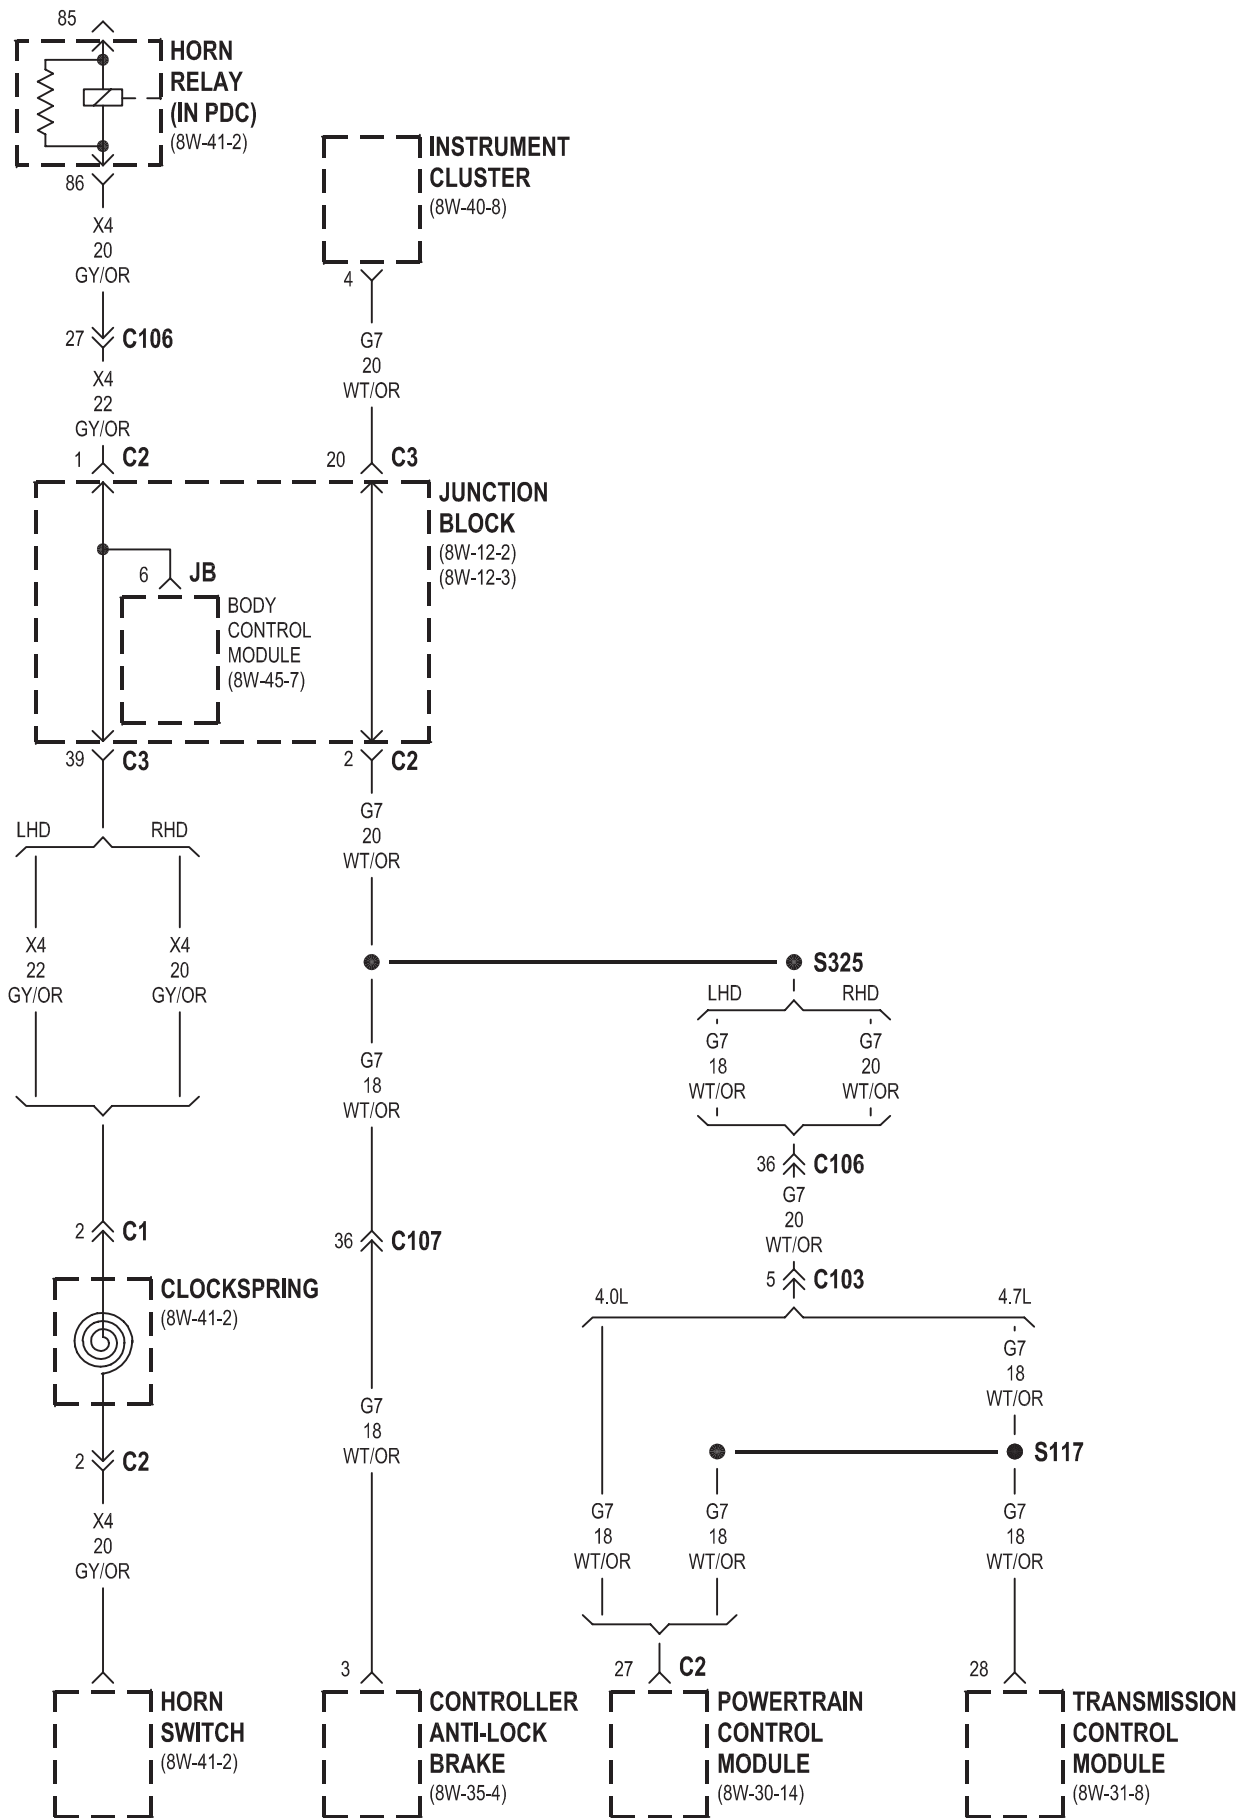 85
HORN
RELAY
(IN PDC)
(8W-41-2)
86
X4
20
GY/OR
27 C106
X4
22
GY/OR
1 C2
INSTRUMENT
CLUSTER
(8W-40-8)
4
G7
20
WT/OR
20 C3
JUNCTION
BLOCK
(8W-12-2)
(8W-12-3)
6 JB
BODY
CONTROL
MODULE
(8W-45-7)
39 C3
2 C2
LHD RHD
X4
22
GY/OR
X4
20
GY/OR
2 C1
CLOCKSPRING
(8W-41-2)
2 C2
X4
20
GY/OR
HORN
SWITCH
(8W-41-2)
G7
20
WT/OR
S325
G7
18
WT/OR
36 C107
G7
18
WT/OR
3
CONTROLLER
ANTI-LOCK
BRAKE
(8W-35-4)
LHD RHD
G7
18
WT/OR
G7
20
WT/OR
36 C106
G7
20
WT/OR
5 C103
4.0L 4.7L
G7
18
WT/OR
S117
G7
18
WT/OR
G7
18
WT/OR
G7
18
WT/OR
27 C2
POWERTRAIN
CONTROL
MODULE
(8W-30-14)
28
TRANSMISSION
CONTROL
MODULE
(8W-31-8)